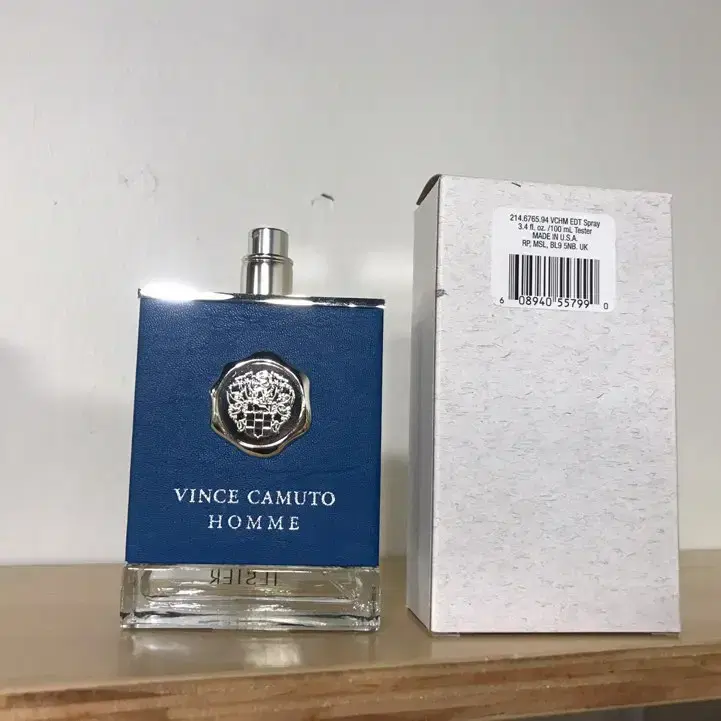 VINCE CAMUTO
HOMME
TESTER
214.6765.94 VCHM EDT Spray
3.4 fl. oz. /100 mL Tester
MADE IN U.S.A.
RP, MSL, BL9 5NB. UK
6 08940 55799 0